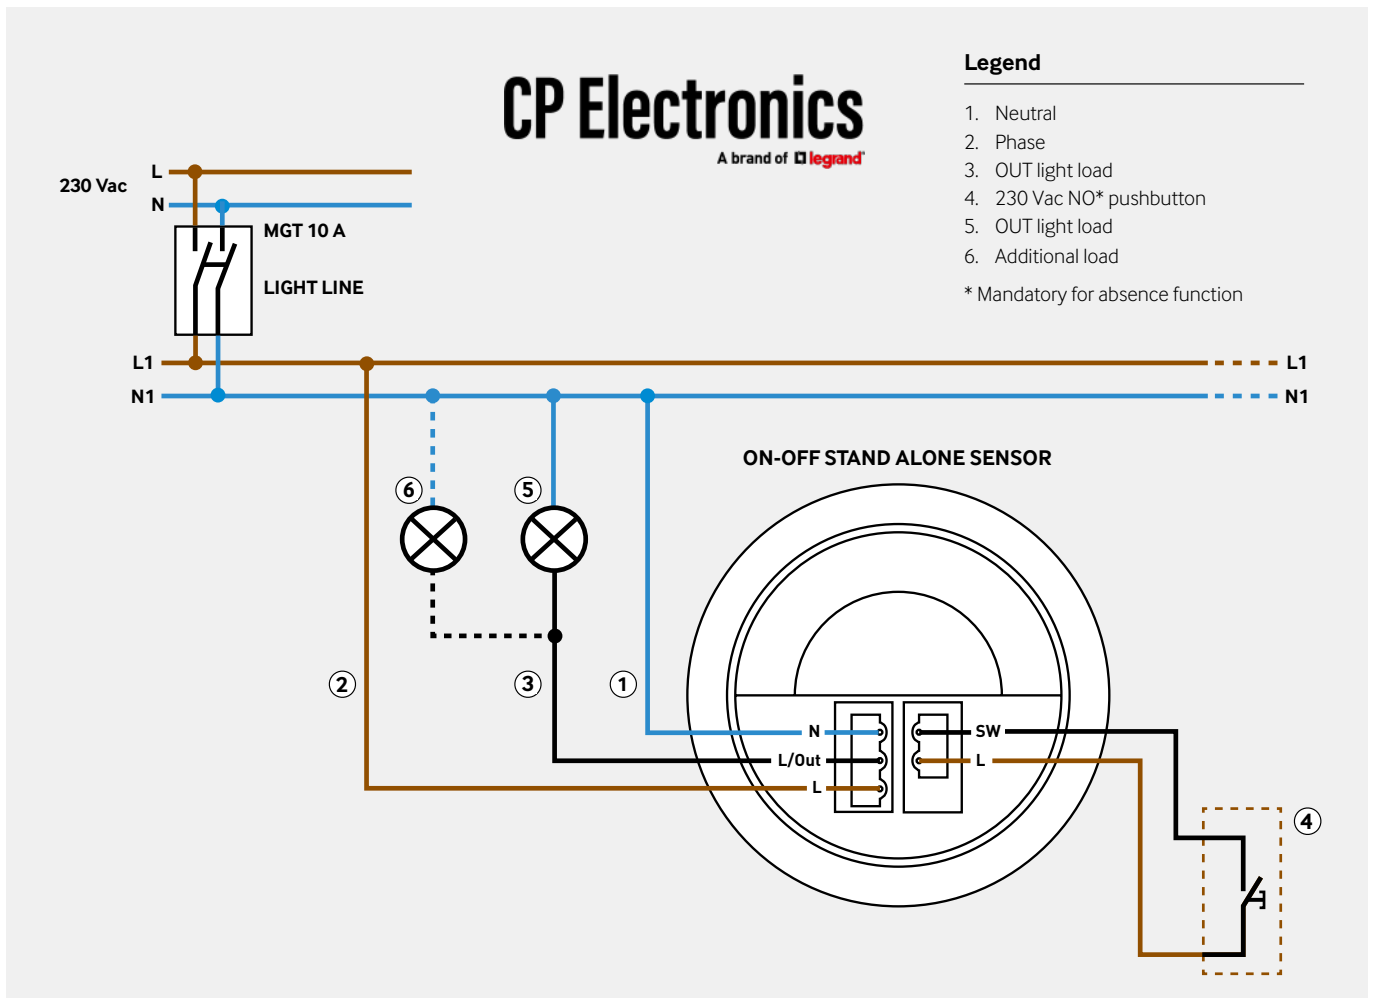 CP Electronics
A brand of legrand
Legend
1. Neutral
2. Phase
3. OUT light load
4. 230 Vac NO* pushbutton
5. OUT light load
6. Additional load
* Mandatory for absence function
230 Vac
L
N
MGT 10 A
LIGHT LINE
L1
L1
N1
N1
ON-OFF STAND ALONE SENSOR
6
5
2
3
1
N
SW
L/Out
L
L
4